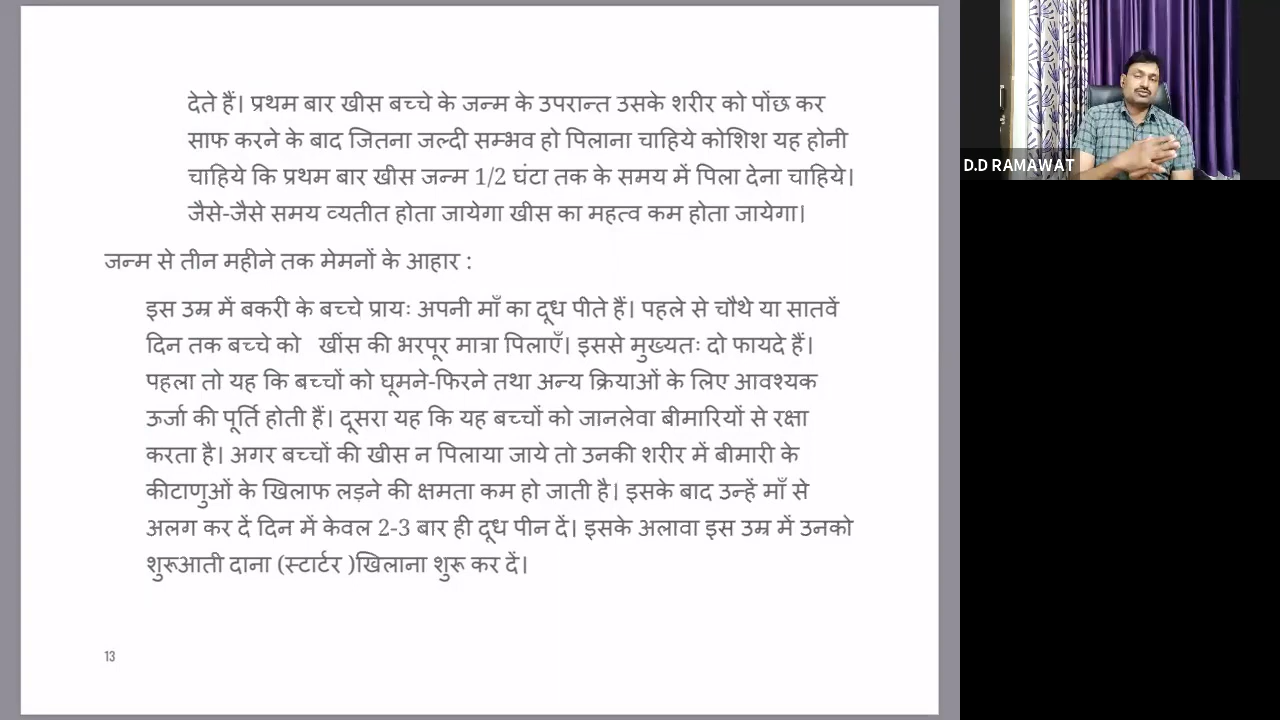 देते हैं। प्रथम बार खीस बच्चे के जन्म के उपरान्त उसके शरीर को पोंछ कर
साफ करने के बाद जितना जल्दी सम्भव हो पिलाना चाहिये कोशिश यह होनी
चाहिये कि प्रथम बार खीस जन्म 1/2 घंटा तक के समय में पिला देना चाहिये।
जैसे-जैसे समय व्यतीत होता जायेगा खीस का महत्व कम होता जायेगा।
जन्म से तीन महीने तक मेमनों के आहार :
इस उम्र में बकरी के बच्चे प्रायः अपनी माँ का दूध पीते हैं। पहले से चौथे या सातवें
दिन तक बच्चे को खींस की भरपूर मात्रा पिलाएँ। इससे मुख्यतः दो फायदे हैं।
पहला तो यह कि बच्चों को घूमने-फिरने तथा अन्य क्रियाओं के लिए आवश्यक
ऊर्जा की पूर्ति होती हैं। दूसरा यह कि यह बच्चों को जानलेवा बीमारियों से रक्षा
करता है। अगर बच्चों की खीस न पिलाया जाये तो उनकी शरीर में बीमारी के
कीटाणुओं के खिलाफ लड़ने की क्षमता कम हो जाती है। इसके बाद उन्हें माँ से
अलग कर दें दिन में केवल 2-3 बार ही दूध पीन दें। इसके अलावा इस उम्र में उनको
शुरूआती दाना (स्टार्टर )खिलाना शुरू कर दें।
13
D.D RAMAWAT